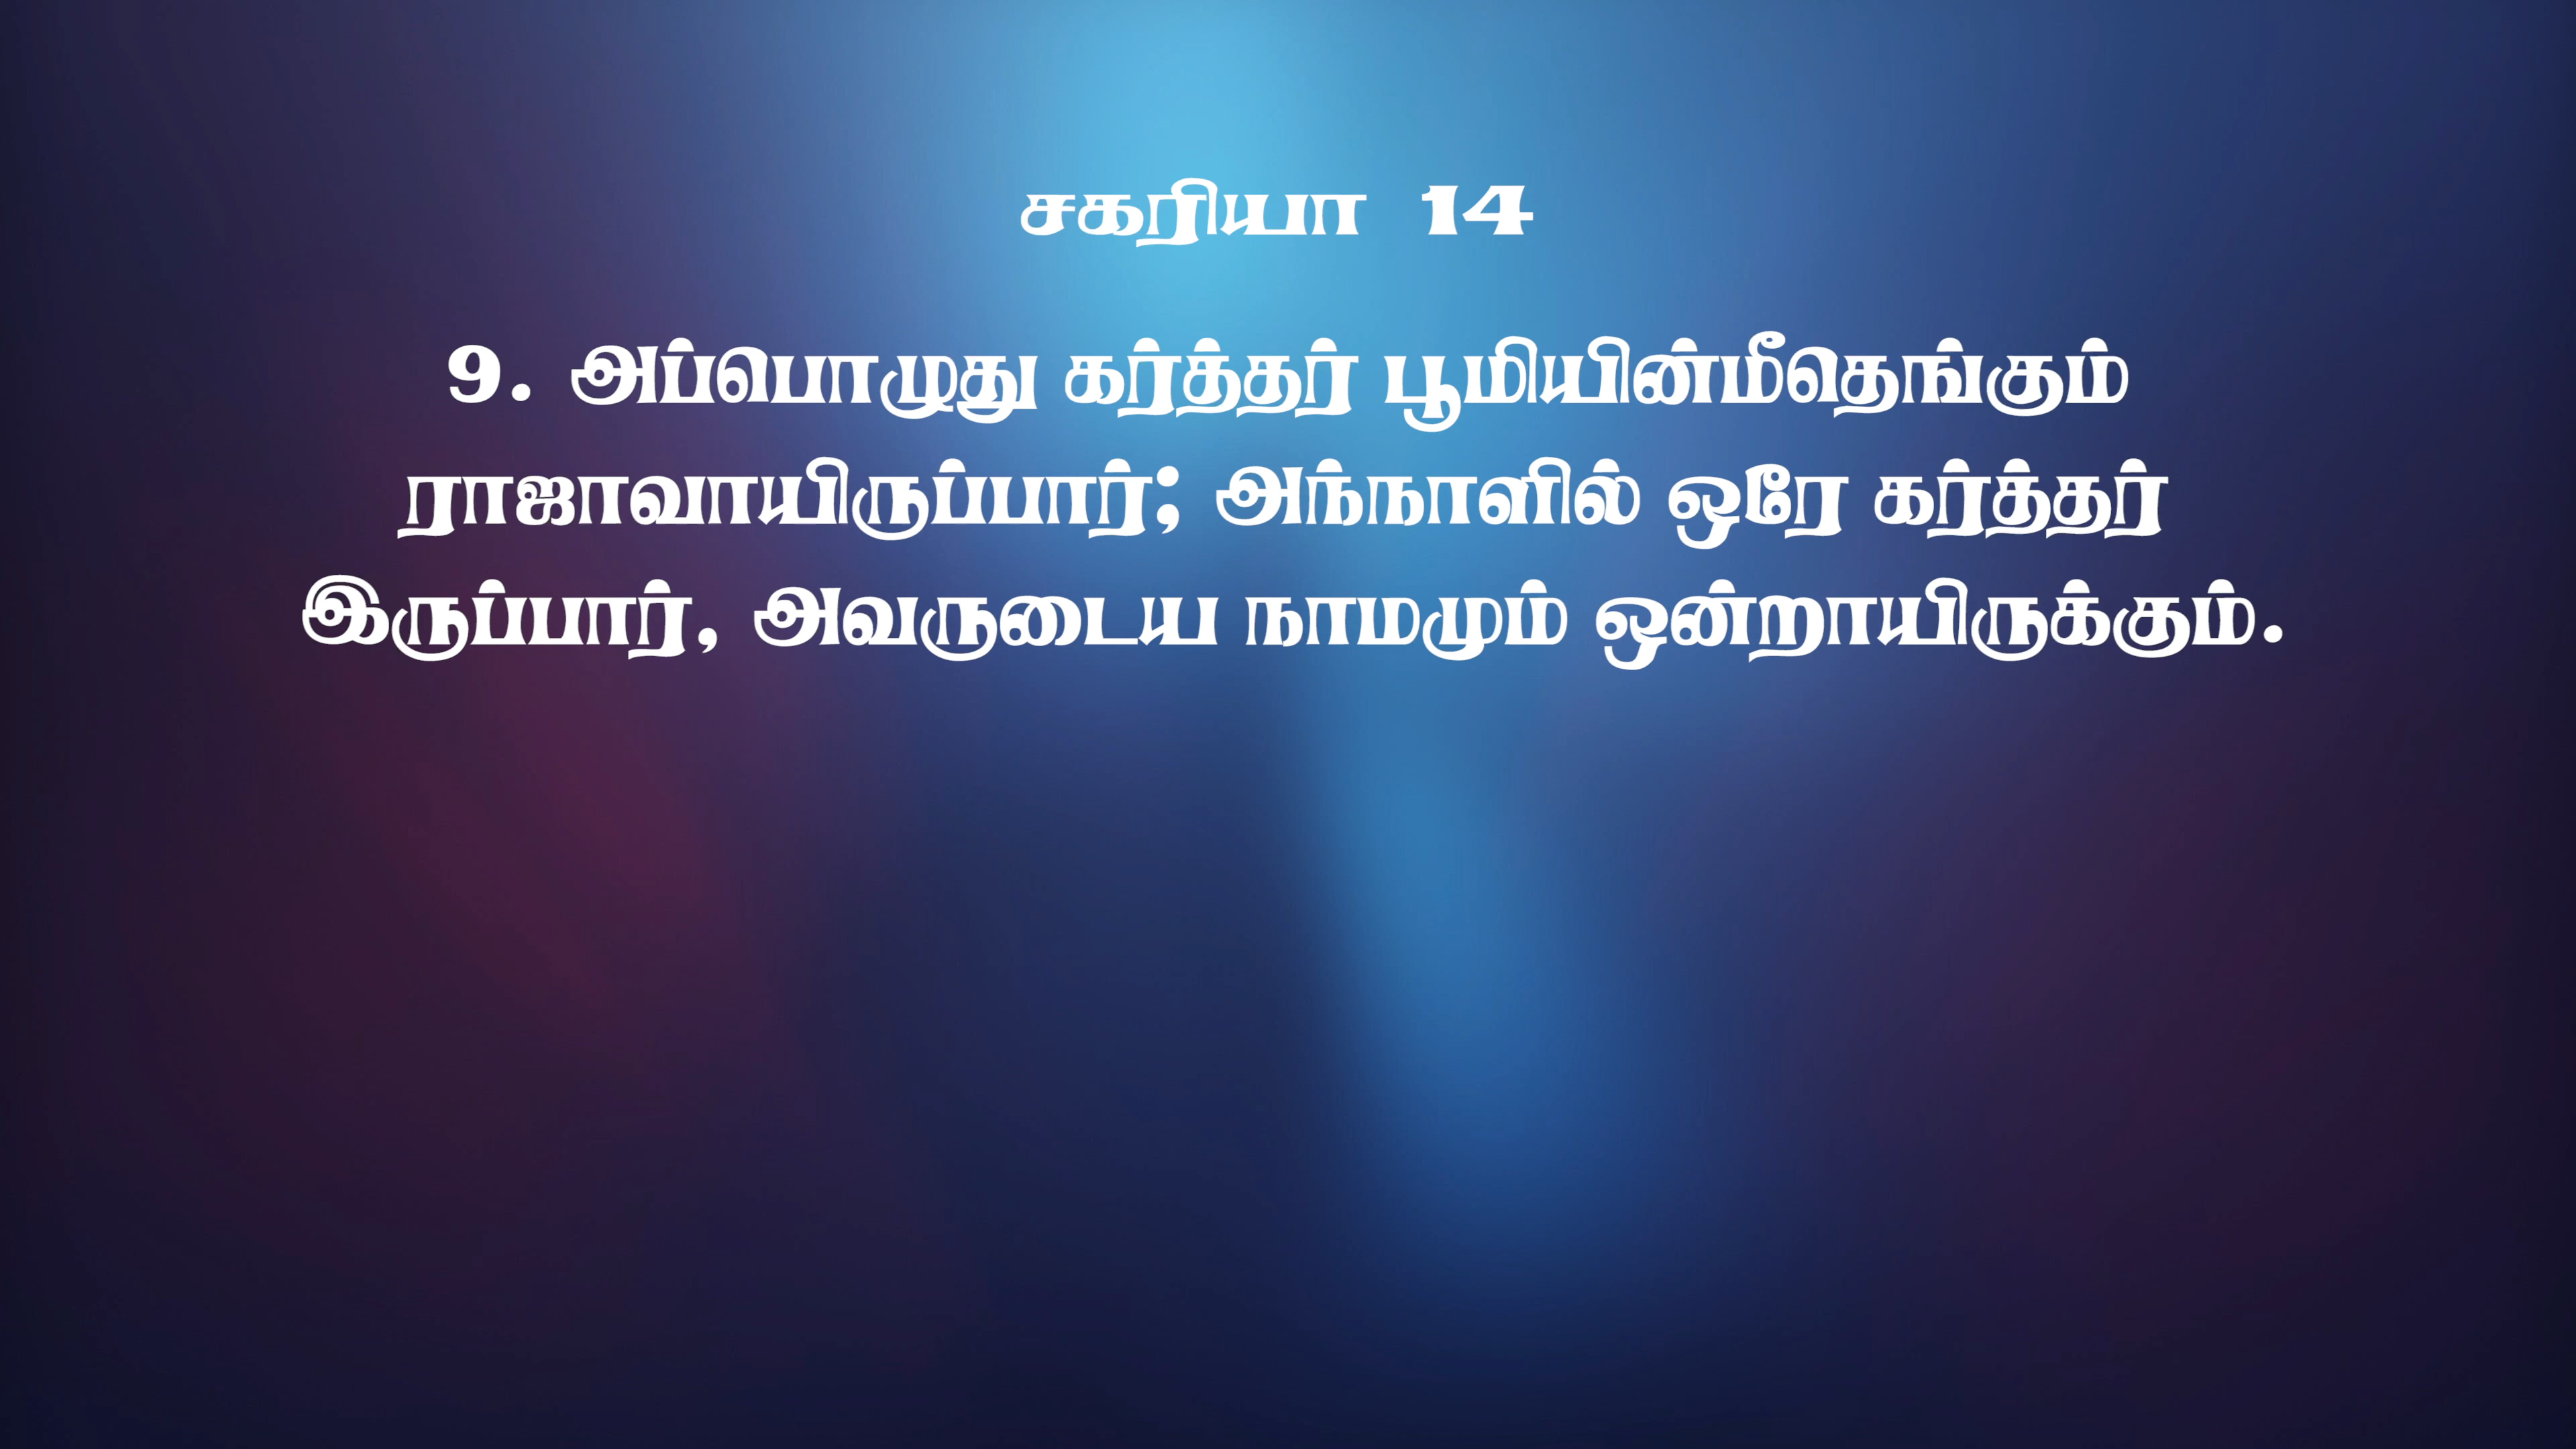 சகரியா 14
9. அப்பொழுது கர்த்தர் பூமியின்மீதெங்கும்
ராஜாவாயிருப்பார்; அந்நாளில் ஒரே கர்த்தர்
இருப்பார், அவருடைய நாமமும் ஒன்றாயிருக்கும்.